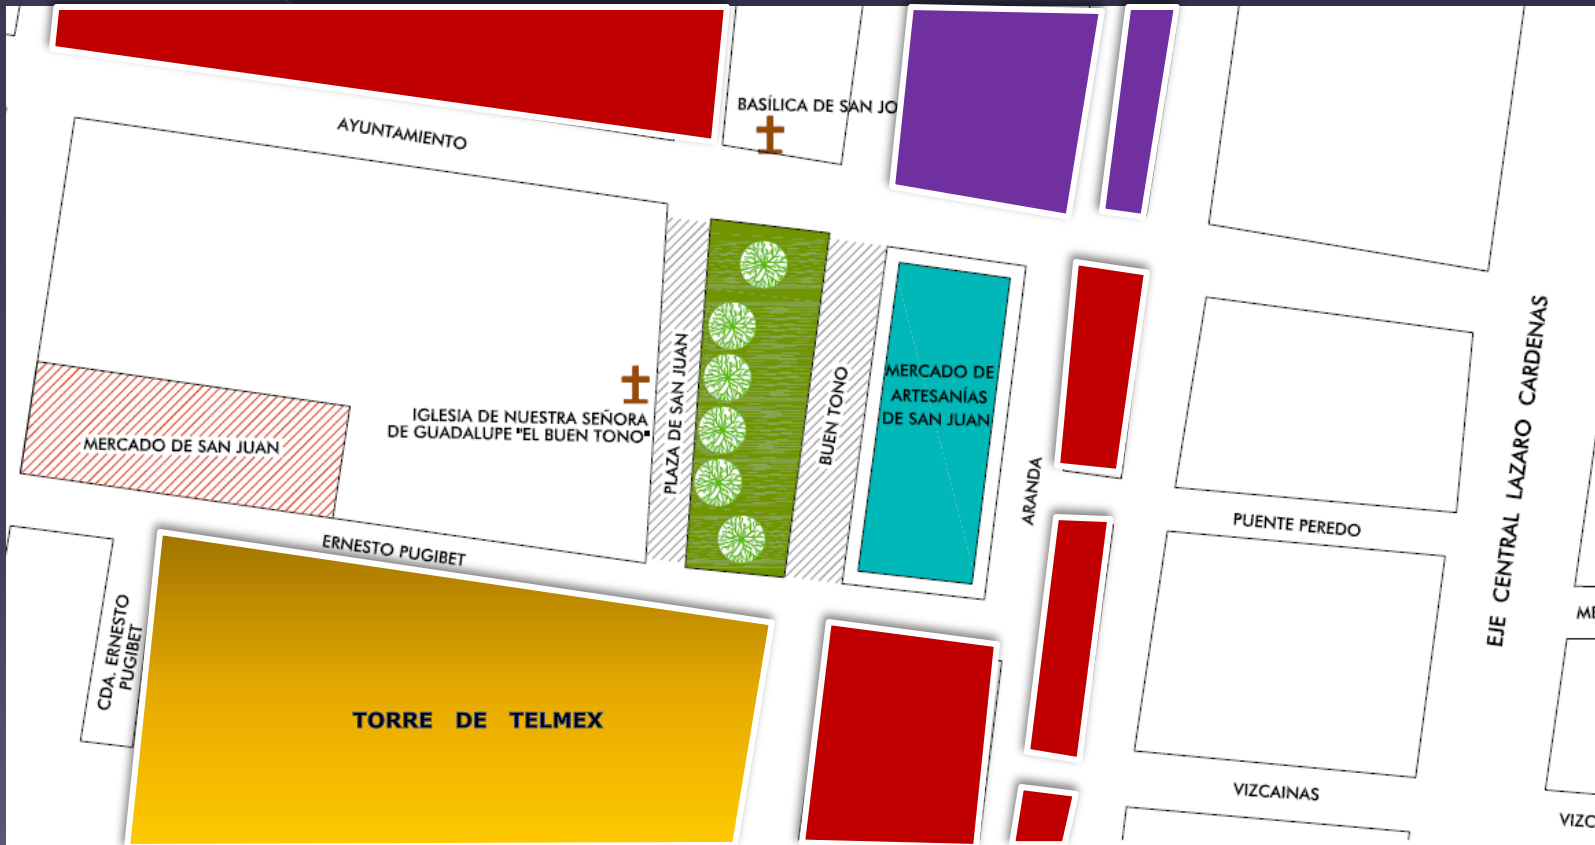 BASÍLICA DE SAN JO
AYUNTAMIENTO
MERCADO DE SAN JUAN
IGLESIA DE NUESTRA SEÑORA
DE GUADALUPE "EL BUEN TONO"
PLAZA DE SAN JUAN
BUEN TONO
MERCADO DE
ARTESANÍAS
DE SAN JUAN
ARANDA
EJE CENTRAL LAZARO CARDENAS
PUENTE PEREDO
ERNESTO PUGIBET
CDA. ERNESTO
PUGIBET
TORRE DE TELMEX
VIZCAINAS
ME
VIZC